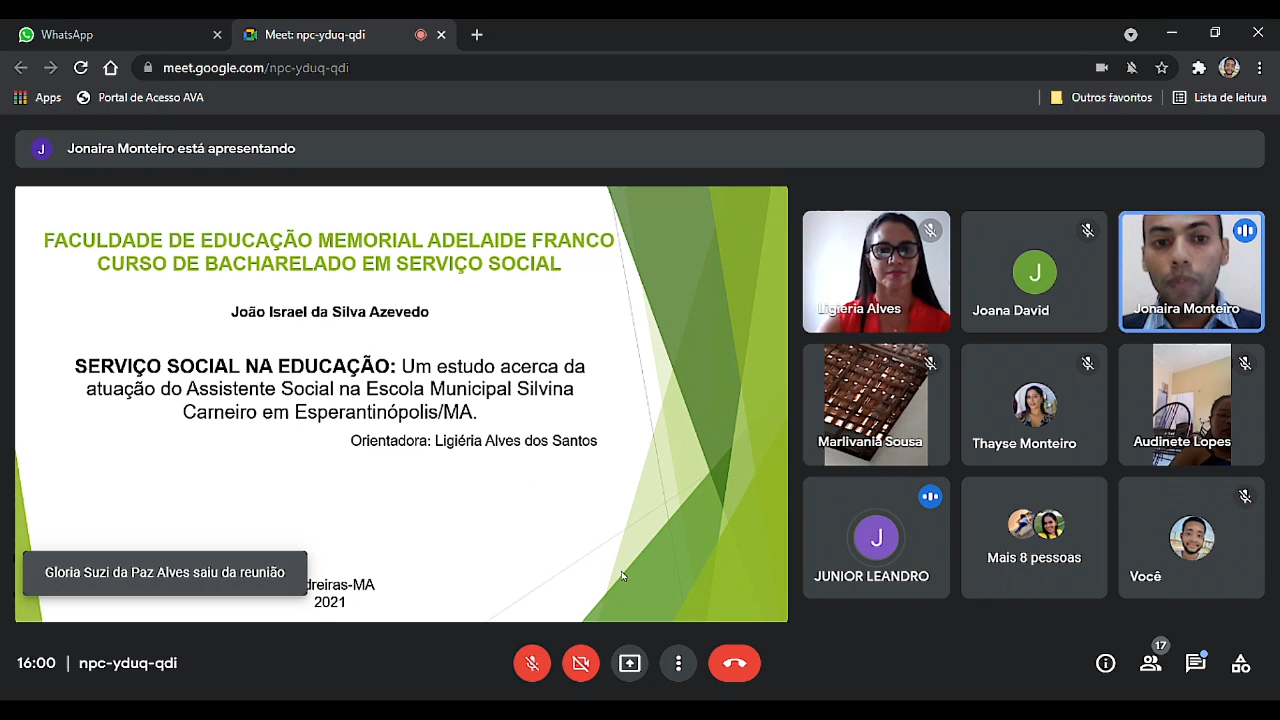 WhatsApp
Meet: npc-yduq-qdi
meet.google.com/npc-yduq-qdi
Apps
Portal de Acesso AVA
Outros favoritos
Lista de leitura
J
Jonaira Monteiro está apresentando
FACULDADE DE EDUCAÇÃO MEMORIAL ADELAIDE FRANCO
CURSO DE BACHARELADO EM SERVIÇO SOCIAL
João Israel da Silva Azevedo
SERVIÇO SOCIAL NA EDUCAÇÃO: Um estudo acerca da
atuação do Assistente Social na Escola Municipal Silvina
Carneiro em Esperantinópolis/MA.
Orientadora: Ligiéria Alves dos Santos
Gloria Suzi da Paz Alves saiu da reunião
dreiras-MA
2021
Ligiéria Alves
J
Joana David
Jonaira Monteiro
Marlivania Sousa
Thayse Monteiro
Audinete Lopes
J
JUNIOR LEANDRO
Mais 8 pessoas
Você
16:00 | npc-yduq-qdi
17